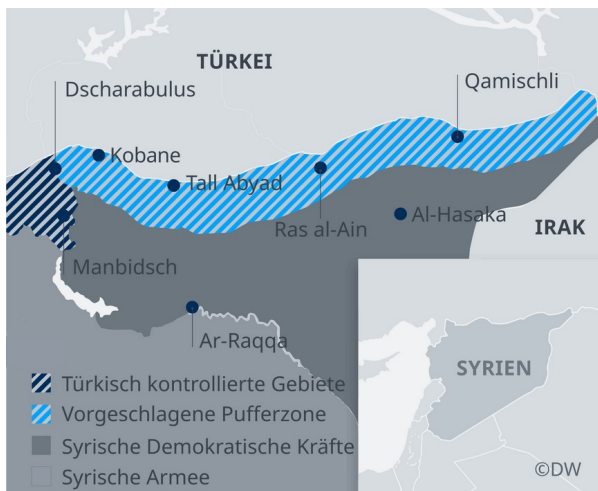 TÜRKEI
Dscharabulus
Qamischli
Kobane
Tall Abyad
Ras al-Ain
Al-Hasaka
IRAK
Manbidsch
Ar-Raqqa
SYRIEN
Türkisch kontrollierte Gebiete
Vorgeschlagene Pufferzone
Syrische Demokratische Kräfte
Syrische Armee
©DW